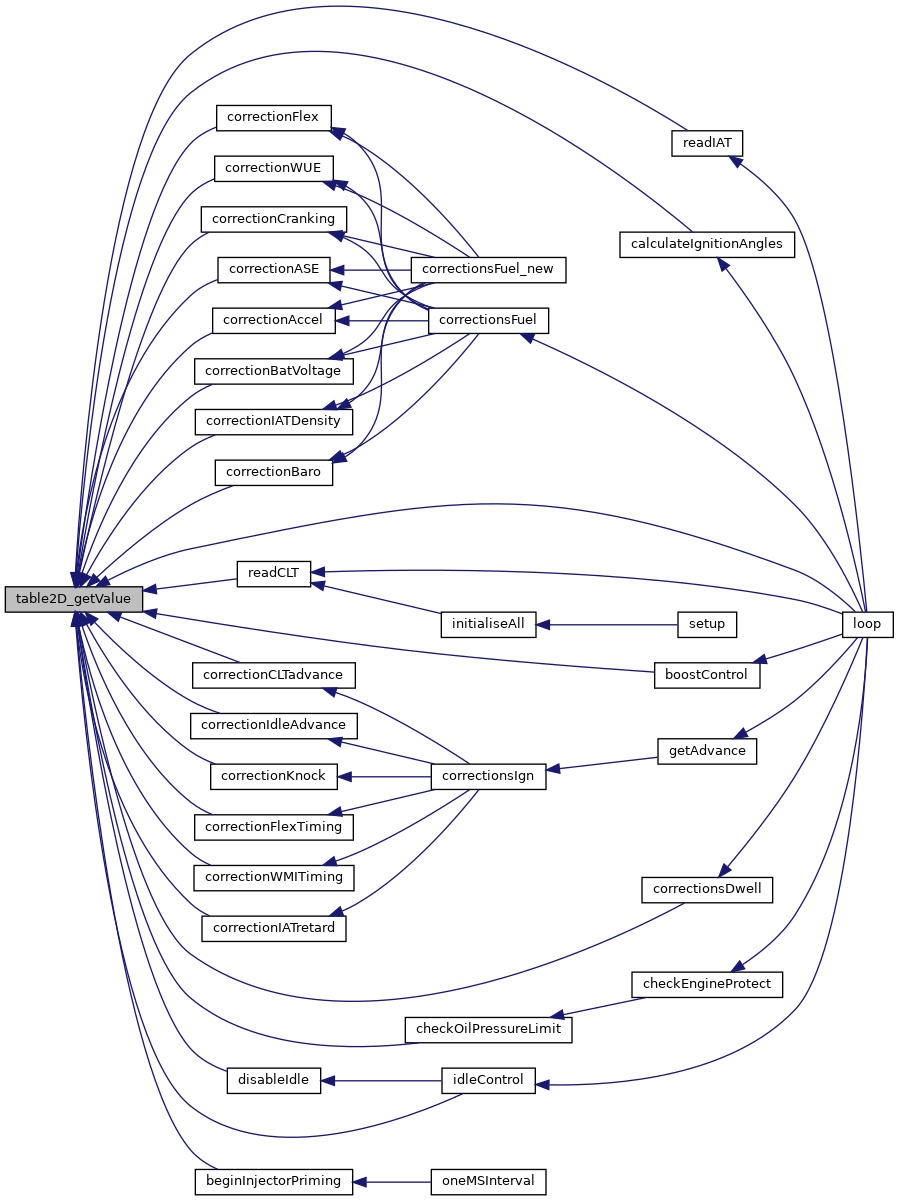 correctionFlex
readIAT
correctionWUE
correctionCranking
calculateIgnitionAngles
correctionASE
correctionsFuel_new
correctionAccel
correctionsFuel
correctionBatVoltage
correctionIATDensity
correctionBaro
readCLT
table2D_getValue
initialiseAll
setup
loop
correctionCLTadvance
boostControl
correctionIdleAdvance
getAdvance
correctionKnock
correctionsIgn
correctionFlexTiming
correctionWMITiming
correctionsDwell
correctionIATretard
checkEngineProtect
checkOilPressureLimit
disableIdle
idleControl
beginInjectorPriming
oneMSInterval